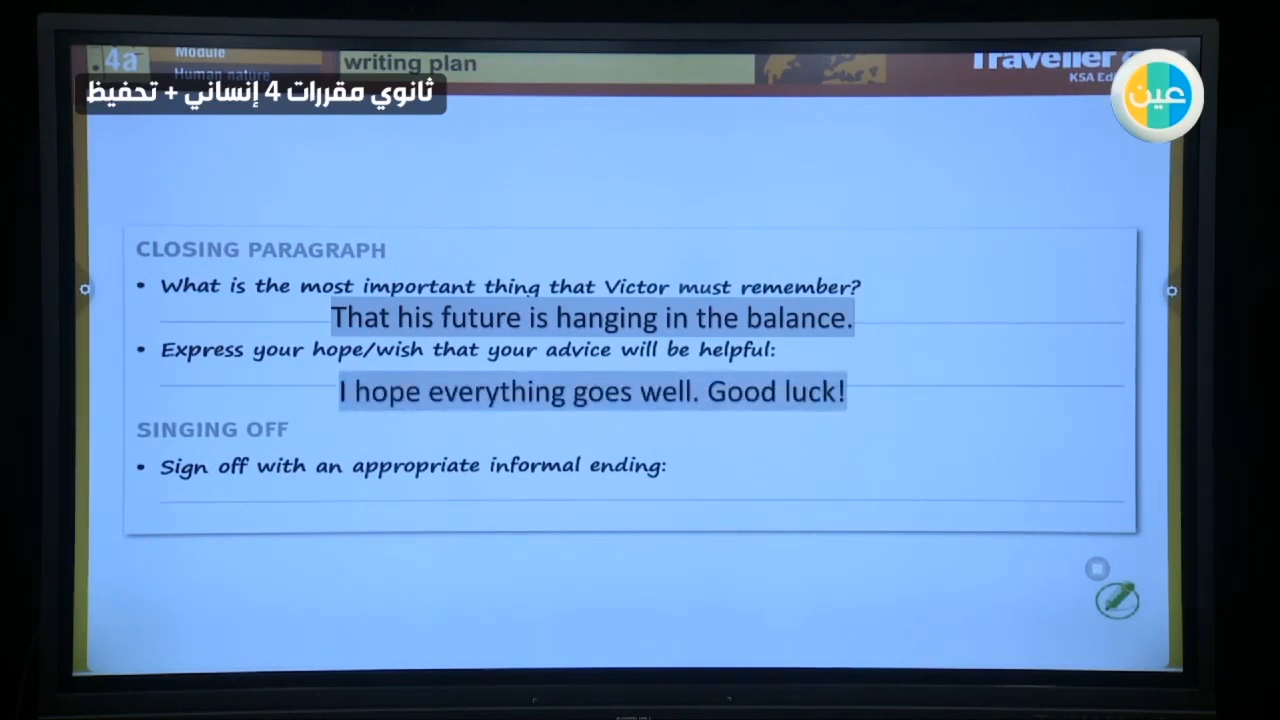 4a
Module
Human nature
writing plan
Traveller
KSA
ثانوي مقررات 4 إنساني + تحفيظ
عين
CLOSING PARAGRAPH
• What is the most important thing that Victor must remember?
That his future is hanging in the balance.
• Express your hope/wish that your advice will be helpful:
I hope everything goes well. Good luck!
SINGING OFF
• Sign off with an appropriate informal ending: